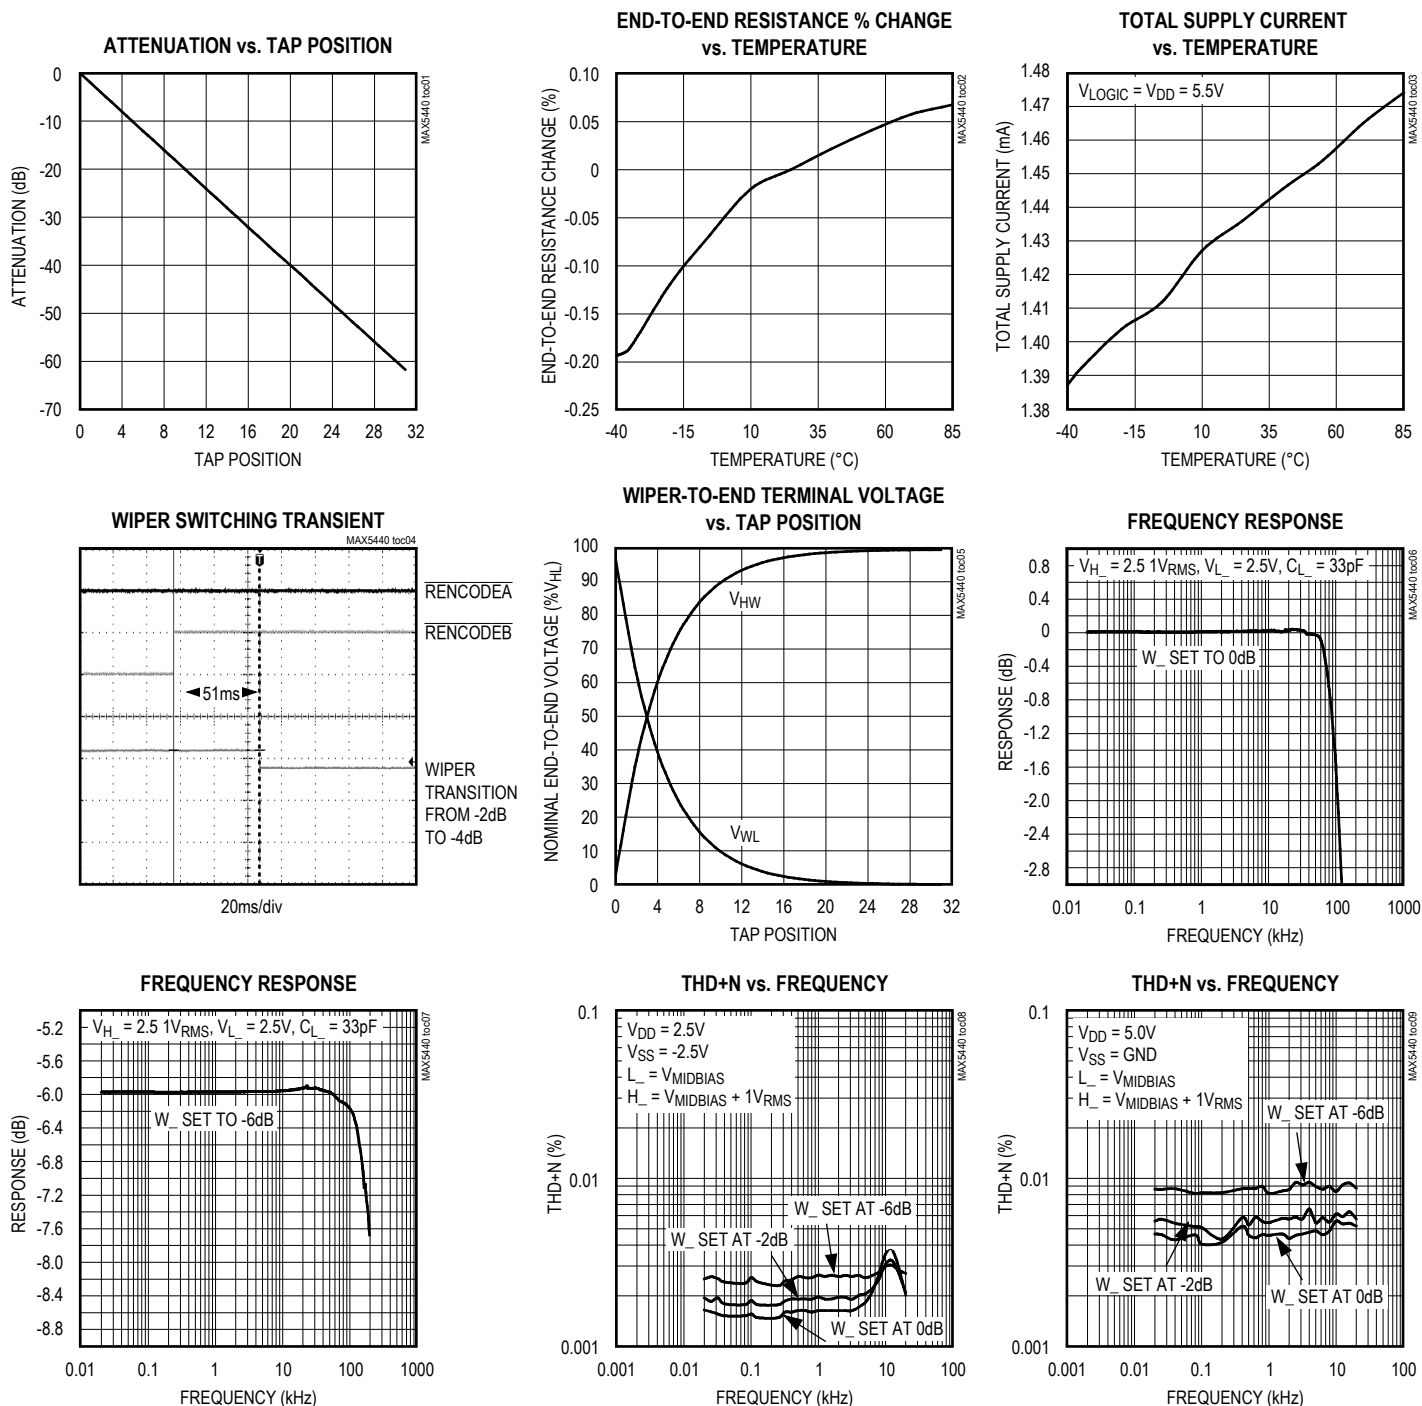 ATTENUATION vs. TAP POSITION
MAX5440 toc01
ATTENUATION (dB)
0
-10
-20
-30
-40
-50
-60
-70
0 4 8 12 16 20 24 28 32
TAP POSITION
END-TO-END RESISTANCE % CHANGE
vs. TEMPERATURE
MAX5440 toc02
END-TO-END RESISTANCE CHANGE (%)
0.10
0.05
0
-0.05
-0.10
-0.15
-0.20
-0.25
-40 -15 10 35 60 85
TEMPERATURE (°C)
TOTAL SUPPLY CURRENT
vs. TEMPERATURE
MAX5440 toc03
VLOGIC = VDD = 5.5V
TOTAL SUPPLY CURRENT (mA)
1.48
1.47
1.46
1.45
1.44
1.43
1.42
1.41
1.40
1.39
1.38
-40 -15 10 35 60 85
TEMPERATURE (°C)
WIPER SWITCHING TRANSIENT
MAX5440 toc04
T
RENCODEA
RENCODEB
51ms
WIPER
TRANSITION
FROM -2dB
TO -4dB
20ms/div
WIPER-TO-END TERMINAL VOLTAGE
vs. TAP POSITION
MAX5440 toc05
NOMINAL END-TO-END VOLTAGE (%VHL)
100
90
80
70
60
50
40
30
20
10
0
VHW
VWL
0 4 8 12 16 20 24 28 32
TAP POSITION
FREQUENCY RESPONSE
MAX5440 toc06
VH_ = 2.5 1VRMS, VL_ = 2.5V, CL_ = 33pF
W_ SET TO 0dB
RESPONSE (dB)
0.8
0.4
0
-0.4
-0.8
-1.2
-1.6
-2.0
-2.4
-2.8
0.01 0.1 1 10 100 1000
FREQUENCY (kHz)
FREQUENCY RESPONSE
MAX5440 toc07
VH_ = 2.5 1VRMS, VL_ = 2.5V, CL_ = 33pF
W_ SET TO -6dB
RESPONSE (dB)
-5.2
-5.6
-6.0
-6.4
-6.8
-7.2
-7.6
-8.0
-8.4
-8.8
0.01 0.1 1 10 100 1000
FREQUENCY (kHz)
THD+N vs. FREQUENCY
MAX5440 toc08
VDD = 2.5V
VSS = -2.5V
L_ = VMIDBIAS
H_ = VMIDBIAS + 1VRMS
W_ SET AT -6dB
W_ SET AT -2dB
W_ SET AT 0dB
THD+N (%)
0.1
0.01
0.001
0.001 0.01 0.1 1 10 100
FREQUENCY (kHz)
THD+N vs. FREQUENCY
MAX5440 toc09
VDD = 5.0V
VSS = GND
L_ = VMIDBIAS
H_ = VMIDBIAS + 1VRMS
W_ SET AT -6dB
W_ SET AT -2dB
W_ SET AT 0dB
THD+N (%)
0.1
0.01
0.001
0.001 0.01 0.1 1 10 100
FREQUENCY (kHz)